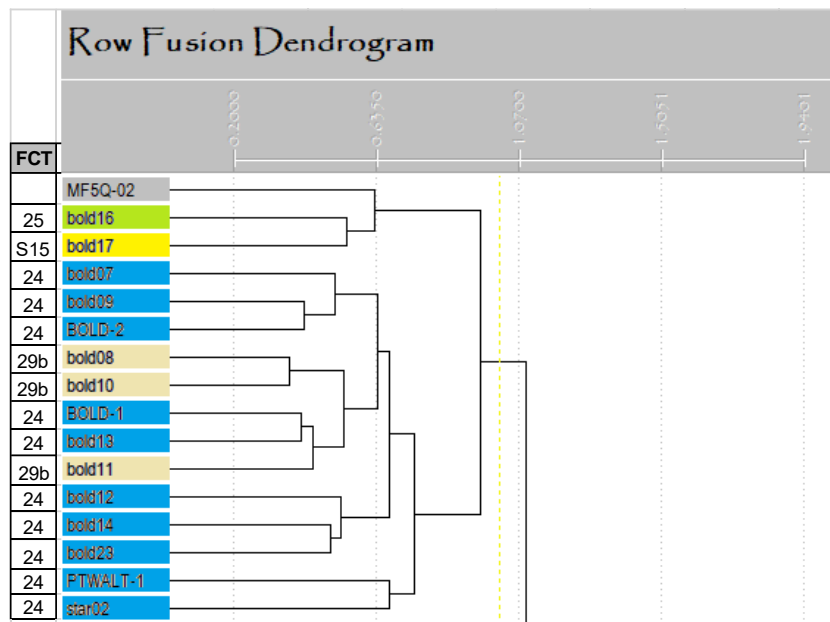 Row Fusion Dendrogram
0.2000 0.6350 1.0700 1.5051 1.9401
FCT
MF5Q-02
25 bold16
S15 bold17
24 bold07
24 bold09
24 BOLD-2
29b bold08
29b bold10
24 BOLD-1
24 bold13
29b bold11
24 bold12
24 bold14
24 bold23
24 PTWALT-1
24 star02